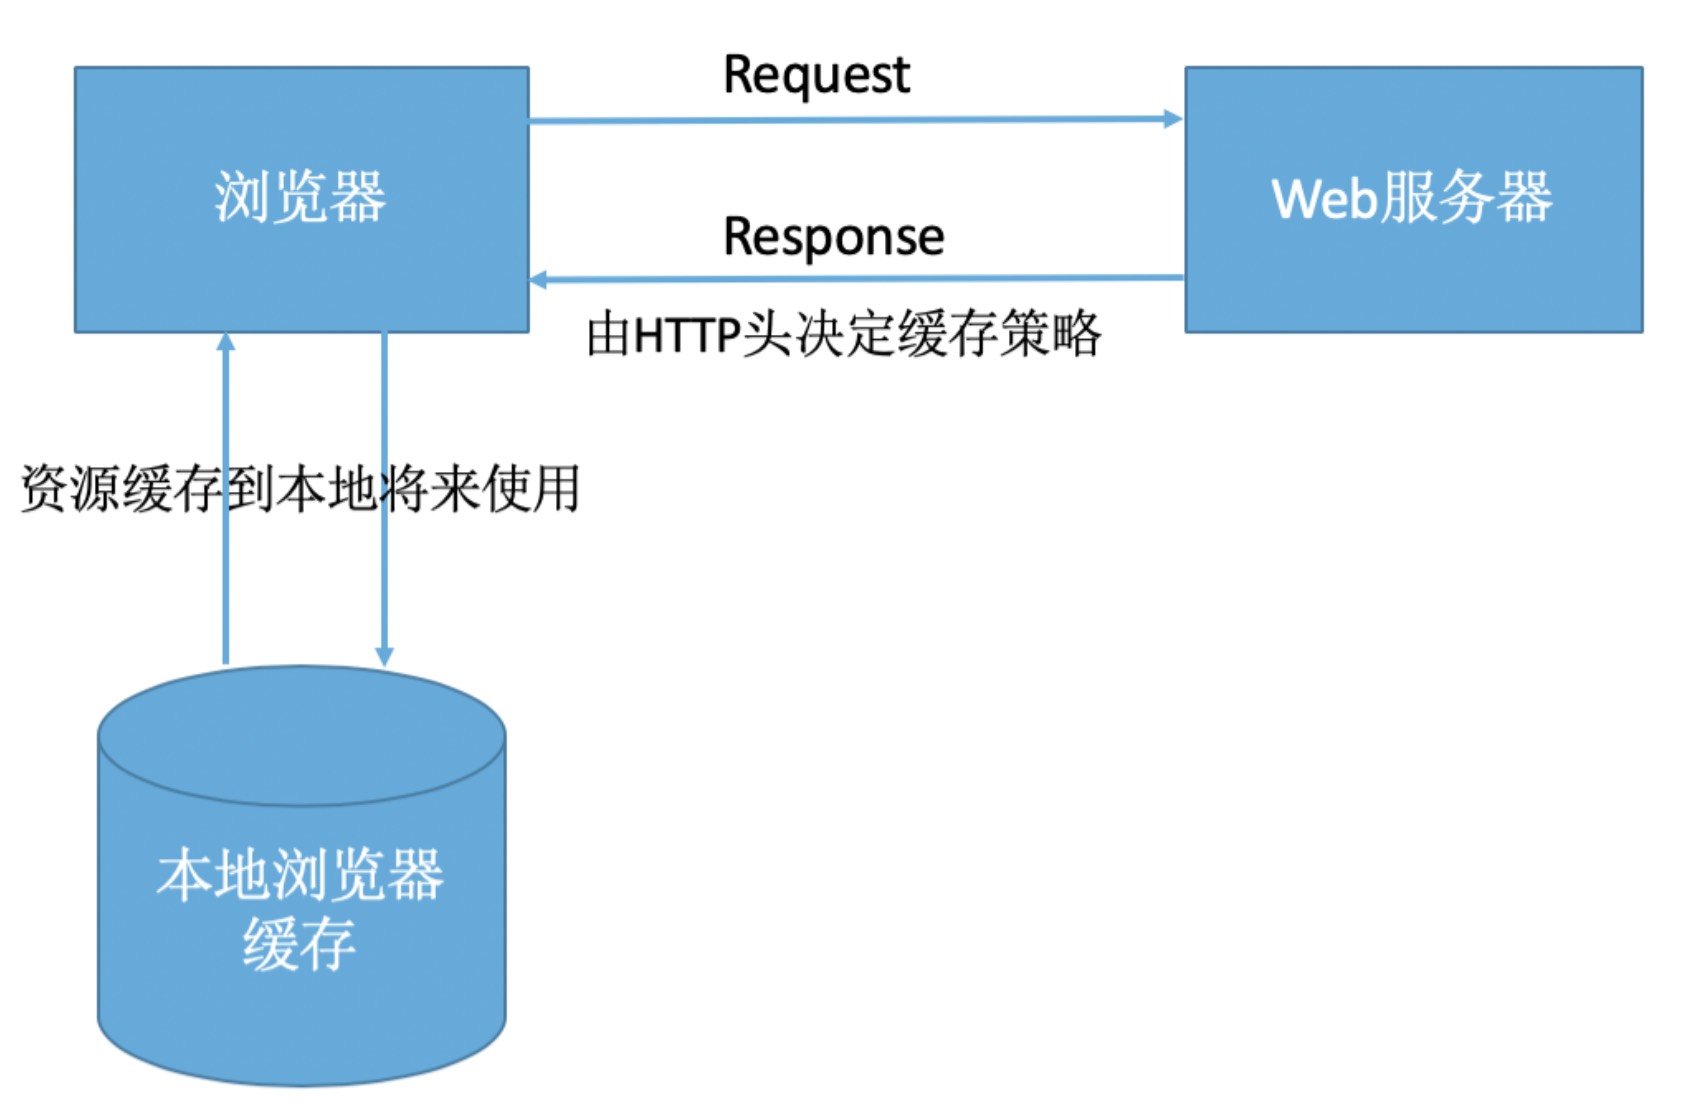 Request
浏览器
Web服务器
Response
由HTTP头决定缓存策略
资源缓存到本地将来使用
本地浏览器
缓存